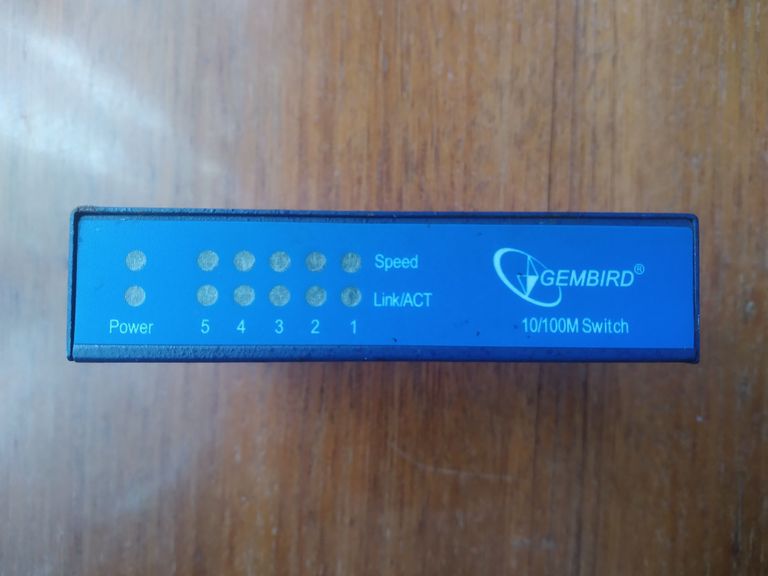 Speed
Link/ACT
Power 5 4 3 2 1
GEMBIRD®
10/100M Switch